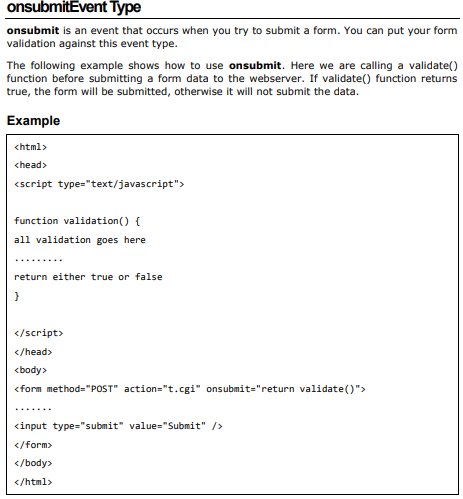 onsubmitEvent Type
onsubmit is an event that occurs when you try to submit a form. You can put your form
validation against this event type.
The following example shows how to use onsubmit. Here we are calling a validate()
function before submitting a form data to the webserver. If validate() function returns
true, the form will be submitted, otherwise it will not submit the data.
Example
<html>
<head>
<script type="text/javascript">
function validation() {
all validation goes here
.........
return either true or false
}
</script>
</head>
<body>
<form method="POST" action="t.cgi" onsubmit="return validate()">
.......
<input type="submit" value="Submit" />
</form>
</body>
</html>